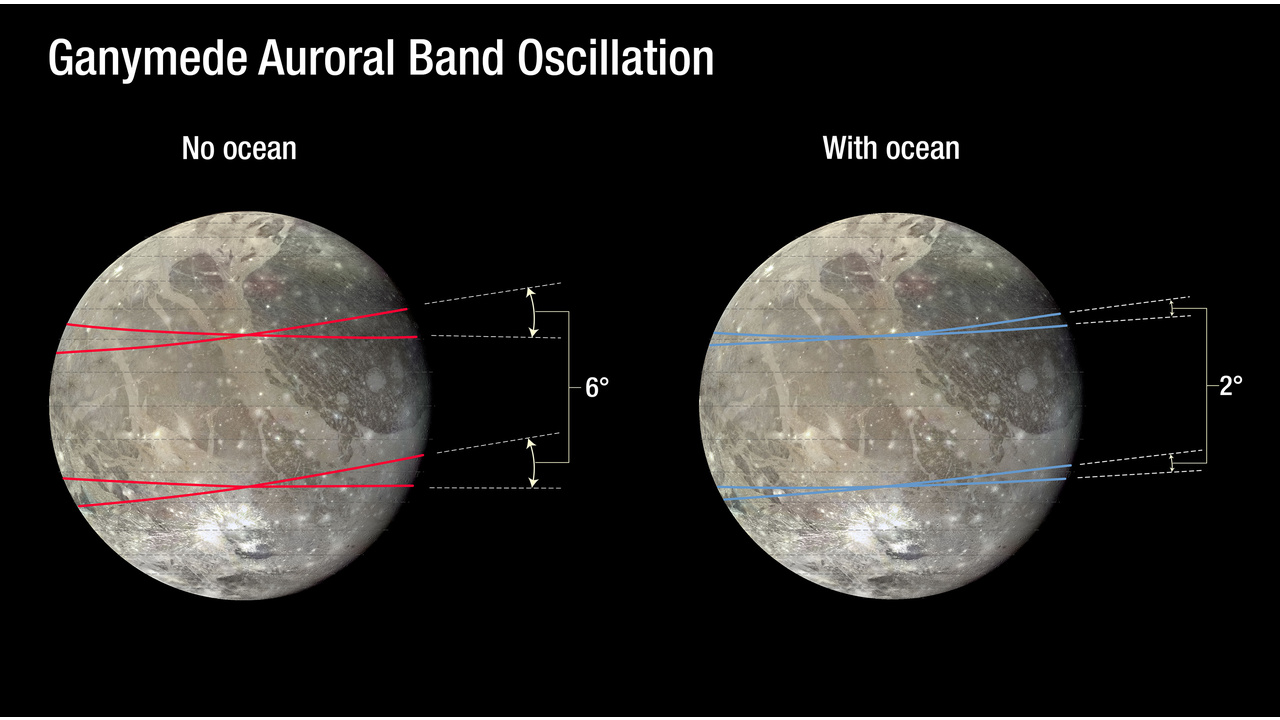 Ganymede Auroral Band Oscillation
No ocean
With ocean
6°
2°